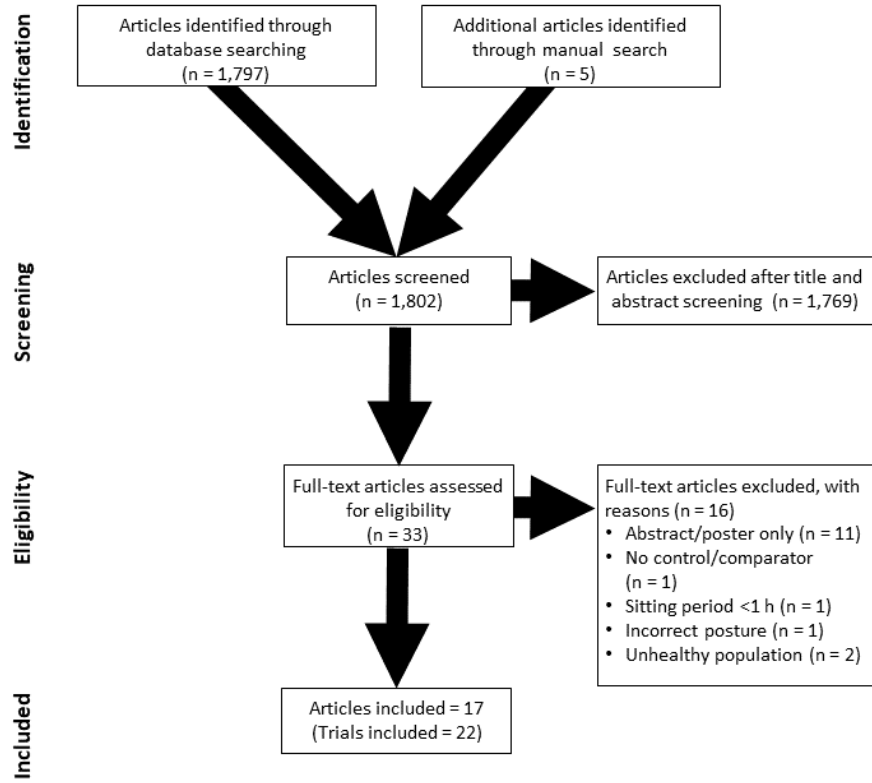 Identification
Articles identified through
database searching
(n = 1,797)
Additional articles identified
through manual search
(n = 5)
Screening
Articles screened
(n = 1,802)
Articles excluded after title and
abstract screening (n = 1,769)
Eligibility
Full-text articles assessed
for eligibility
(n = 33)
Full-text articles excluded, with
reasons (n = 16)
• Abstract/poster only (n = 11)
• No control/comparator
(n = 1)
• Sitting period <1 h (n = 1)
• Incorrect posture (n = 1)
• Unhealthy population (n = 2)
Included
Articles included = 17
(Trials included = 22)